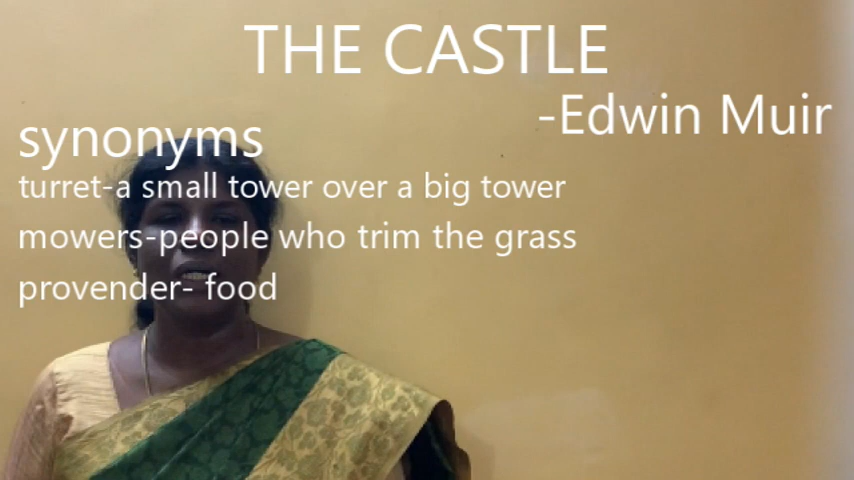 THE CASTLE
-Edwin Muir
synonyms
turret-a small tower over a big tower
mowers-people who trim the grass
provender- food